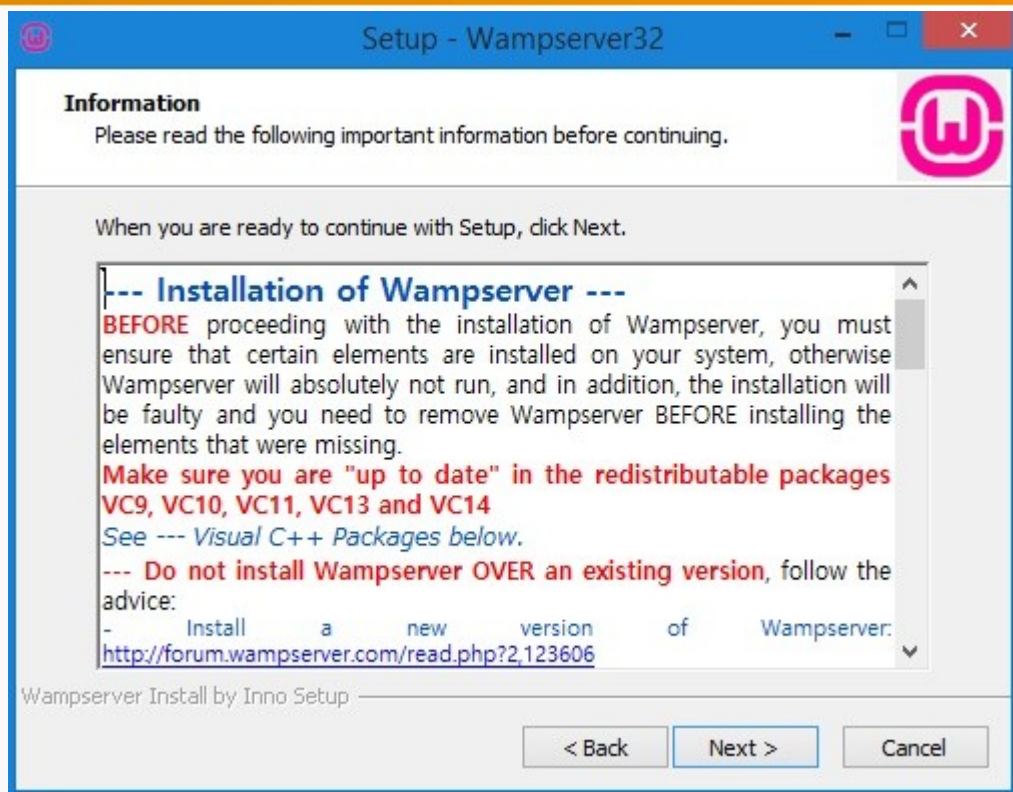 Setup - Wampserver32
Information
Please read the following important information before continuing.
When you are ready to continue with Setup, click Next.
--- Installation of Wampserver ---
BEFORE proceeding with the installation of Wampserver, you must
ensure that certain elements are installed on your system, otherwise
Wampserver will absolutely not run, and in addition, the installation will
be faulty and you need to remove Wampserver BEFORE installing the
elements that were missing.
Make sure you are "up to date" in the redistributable packages
VC9, VC10, VC11, VC13 and VC14
See --- Visual C++ Packages below.
--- Do not install Wampserver OVER an existing version, follow the
advice:
- Install a new version of Wampserver:
http://forum.wampserver.com/read.php?2,123606
Wampserver Install by Inno Setup
< Back Next > Cancel